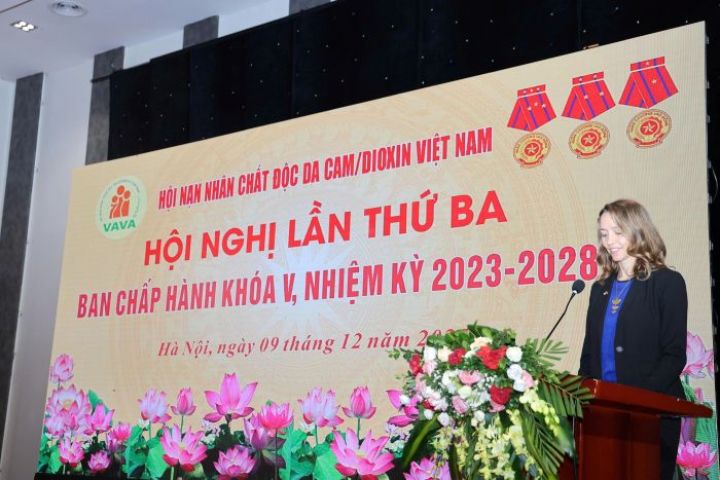 HỘI NẠN NHÂN CHẤT ĐỘC DA CAM/DIOXIN VIỆT NAM
VAVA
HỘI NGHỊ LẦN THỨ BA
BAN CHẤP HÀNH KHÓA V, NHIỆM KỲ 2023-2028
Hà Nội, ngày 09 tháng 12 năm